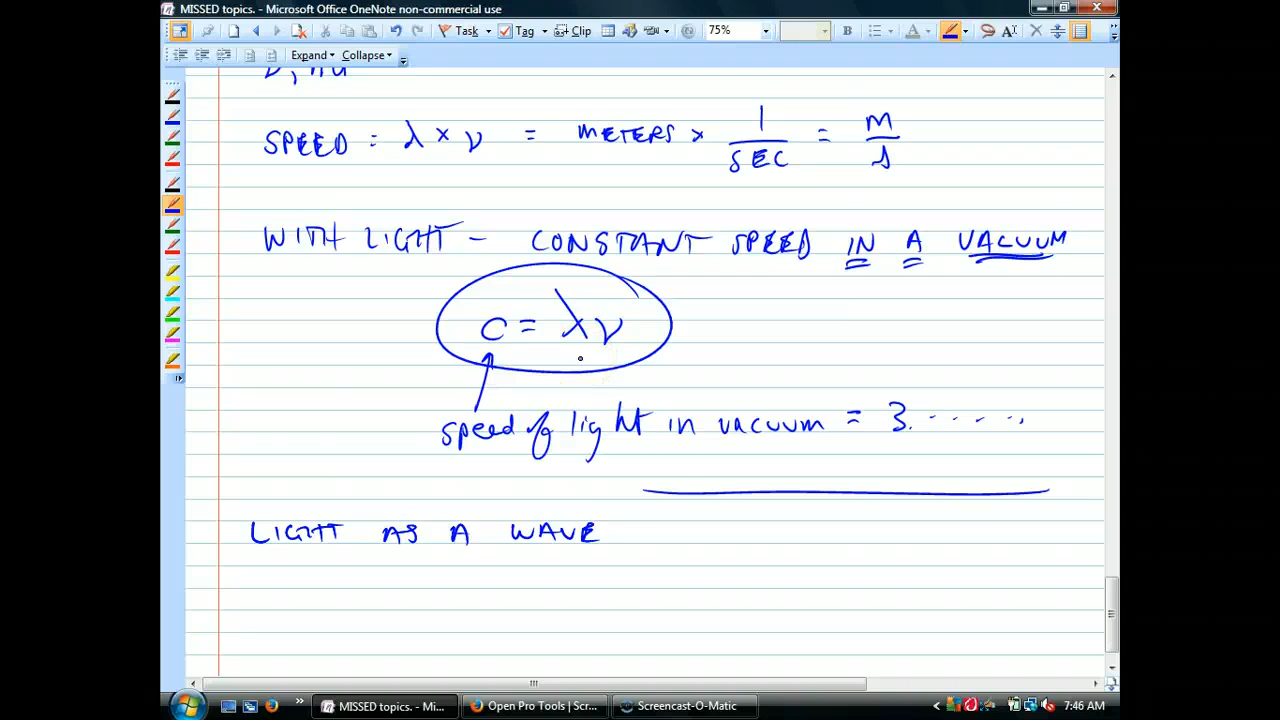 MISSED topics. - Microsoft Office OneNote non-commercial use
Task Tag Clip 75% B A
Expand Collapse
SPEED = λ × ν = METERS × 1/SEC = m/s
WITH LIGHT - CONSTANT SPEED IN A VACUUM
c = λν
speed of light in vacuum = 3. .....
LIGHT AS A WAVE
MISSED topics. - Mi... Open Pro Tools | Scr... Screencast-O-Matic 7:46 AM